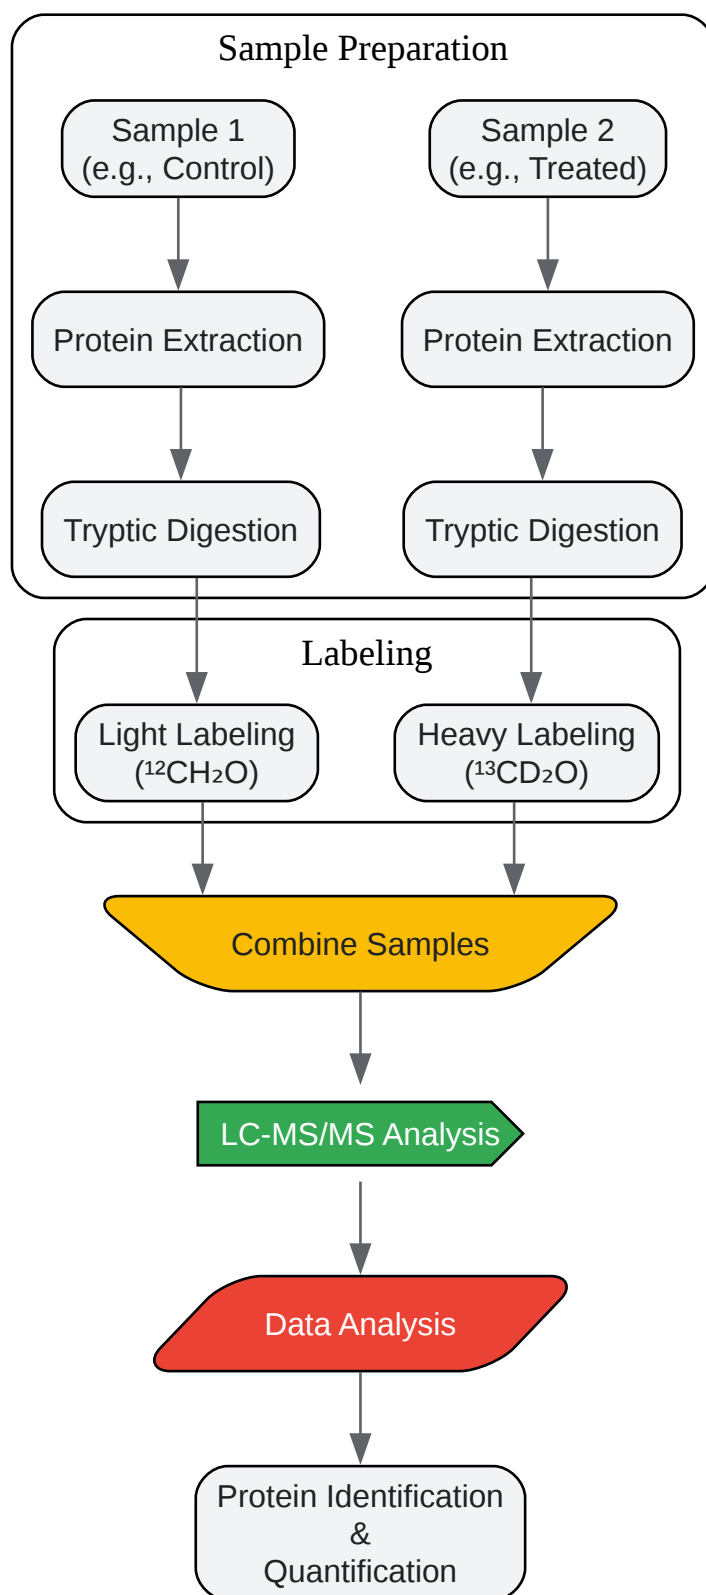 Sample Preparation
Sample 1
(e.g., Control)
Sample 2
(e.g., Treated)
Protein Extraction
Protein Extraction
Tryptic Digestion
Tryptic Digestion
Labeling
Light Labeling
(¹²CH₂O)
Heavy Labeling
(¹³CD₂O)
Combine Samples
LC-MS/MS Analysis
Data Analysis
Protein Identification
&
Quantification